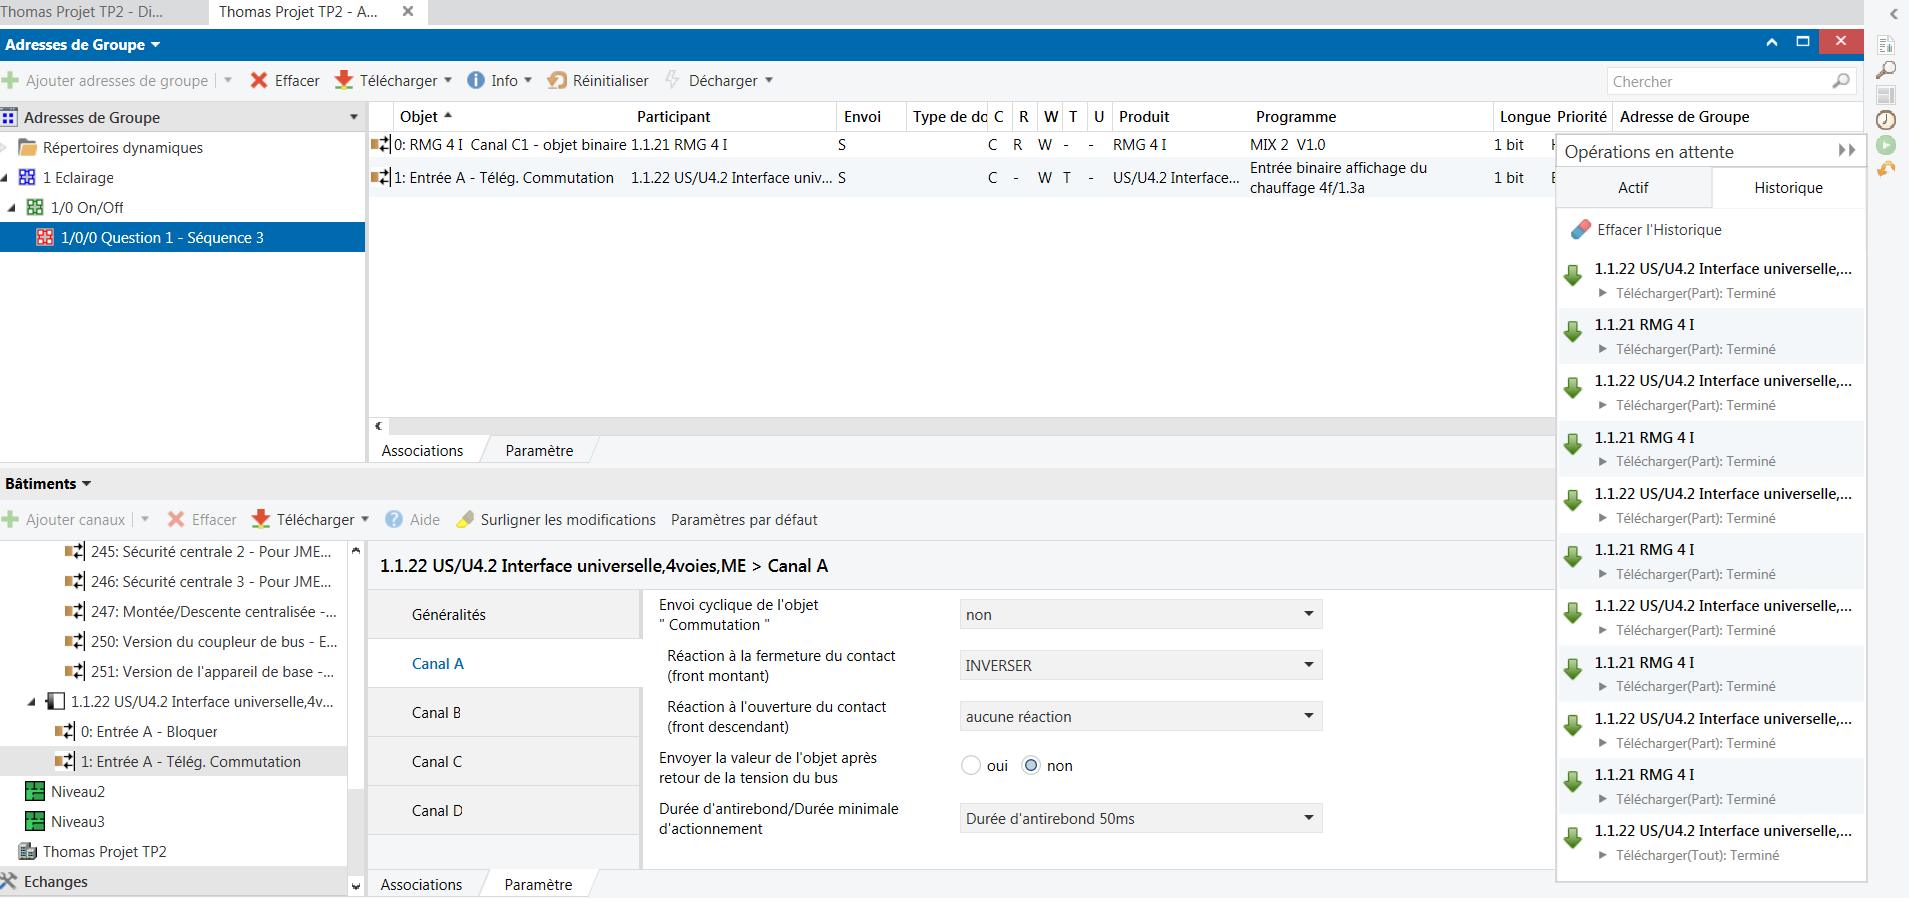 Thomas Projet TP2 - Di...
Thomas Projet TP2 - A...
Adresses de Groupe
Ajouter adresses de groupe
Effacer
Télécharger
Info
Réinitialiser
Décharger
Chercher
Adresses de Groupe
Répertoires dynamiques
1 Eclairage
1/0 On/Off
1/0/0 Question 1 - Séquence 3
Objet Participant Envoi Type de do C R W T U Produit Programme Longue Priorité Adresse de Groupe
0: RMG 4 I Canal C1 - objet binaire 1.1.21 RMG 4 I S C R W - - RMG 4 I MIX 2 V1.0 1 bit
1: Entrée A - Télég. Commutation 1.1.22 US/U4.2 Interface univ... S C - W T - US/U4.2 Interface... Entrée binaire affichage du
chauffage 4f/1.3a 1 bit
Associations
Paramètre
Opérations en attente
Actif
Historique
Effacer l'Historique
1.1.22 US/U4.2 Interface universelle,...
Télécharger(Part): Terminé
1.1.21 RMG 4 I
Télécharger(Part): Terminé
1.1.22 US/U4.2 Interface universelle,...
Télécharger(Part): Terminé
1.1.21 RMG 4 I
Télécharger(Part): Terminé
1.1.22 US/U4.2 Interface universelle,...
Télécharger(Part): Terminé
1.1.21 RMG 4 I
Télécharger(Part): Terminé
1.1.22 US/U4.2 Interface universelle,...
Télécharger(Part): Terminé
1.1.21 RMG 4 I
Télécharger(Part): Terminé
1.1.22 US/U4.2 Interface universelle,...
Télécharger(Part): Terminé
1.1.21 RMG 4 I
Télécharger(Part): Terminé
1.1.22 US/U4.2 Interface universelle,...
Télécharger(Tout): Terminé
Bâtiments
Ajouter canaux
Effacer
Télécharger
Aide
Surligner les modifications
Paramètres par défaut
245: Sécurité centrale 2 - Pour JME...
246: Sécurité centrale 3 - Pour JME...
247: Montée/Descente centralisée -...
250: Version du coupleur de bus - E...
251: Version de l'appareil de base -...
1.1.22 US/U4.2 Interface universelle,4v...
0: Entrée A - Bloquer
1: Entrée A - Télég. Commutation
Niveau2
Niveau3
Thomas Projet TP2
Echanges
1.1.22 US/U4.2 Interface universelle,4voies,ME > Canal A
Généralités
Canal A
Canal B
Canal C
Canal D
Envoi cyclique de l'objet
" Commutation "
non
Réaction à la fermeture du contact
(front montant)
INVERSER
Réaction à l'ouverture du contact
(front descendant)
aucune réaction
Envoyer la valeur de l'objet après
retour de la tension du bus
oui
non
Durée d'antirebond/Durée minimale
d'actionnement
Durée d'antirebond 50ms
Associations
Paramètre